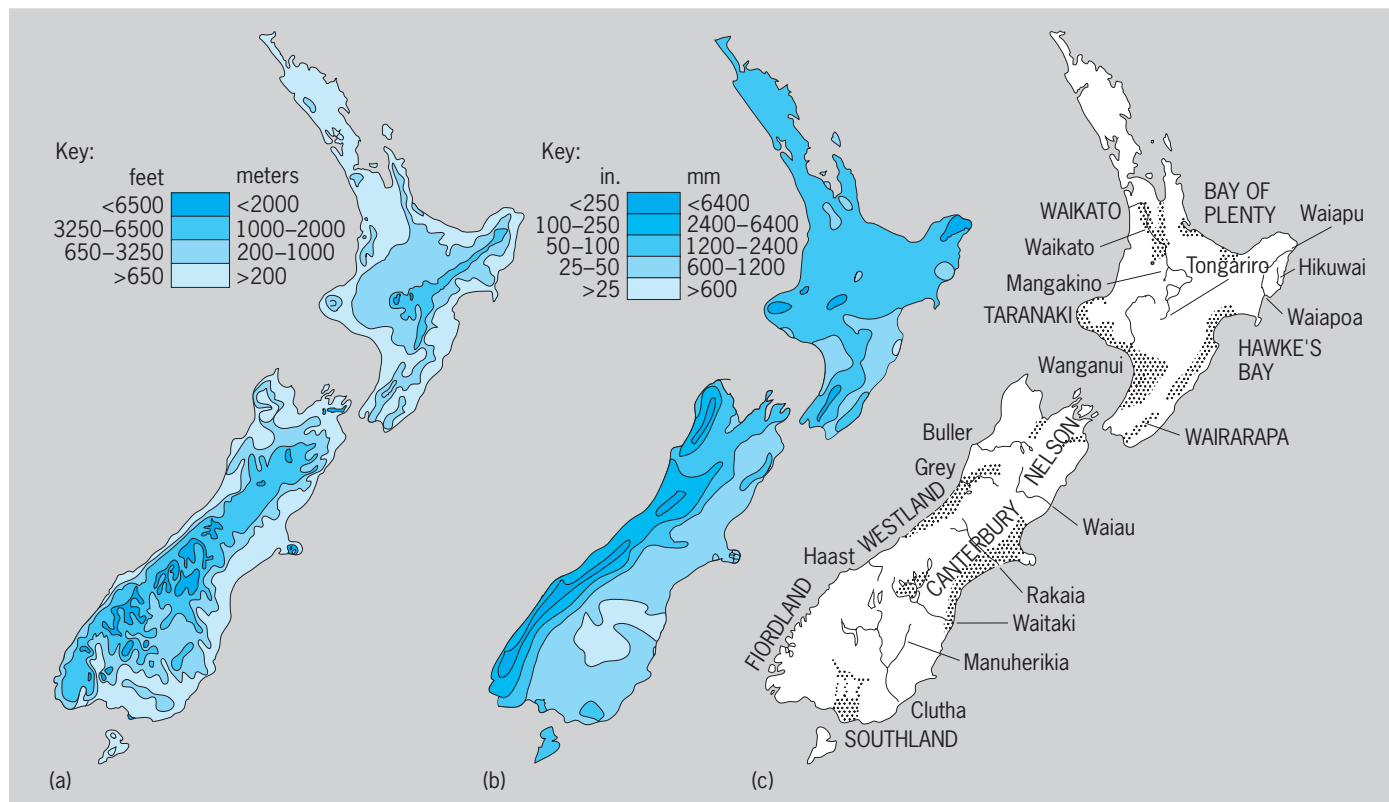 Key:
feet meters
<6500 <2000
3250–6500 1000–2000
650–3250 200–1000
>650 >200
(a)
Key:
in. mm
<250 <6400
100–250 2400–6400
50–100 1200–2400
25–50 600–1200
>25 >600
(b)
WAIKATO
BAY OF
PLENTY
Waiapu
Waikato
Tongariro
Hikuwai
Mangakino
TARANAKI
Waiapoa
HAWKE'S
BAY
Wanganui
WAIRARAPA
Buller
NELSON
Grey
WESTLAND
CANTERBURY
Waiau
Haast
Rakaia
FIORDLAND
Waitaki
Manuherikia
Clutha
SOUTHLAND
(c)